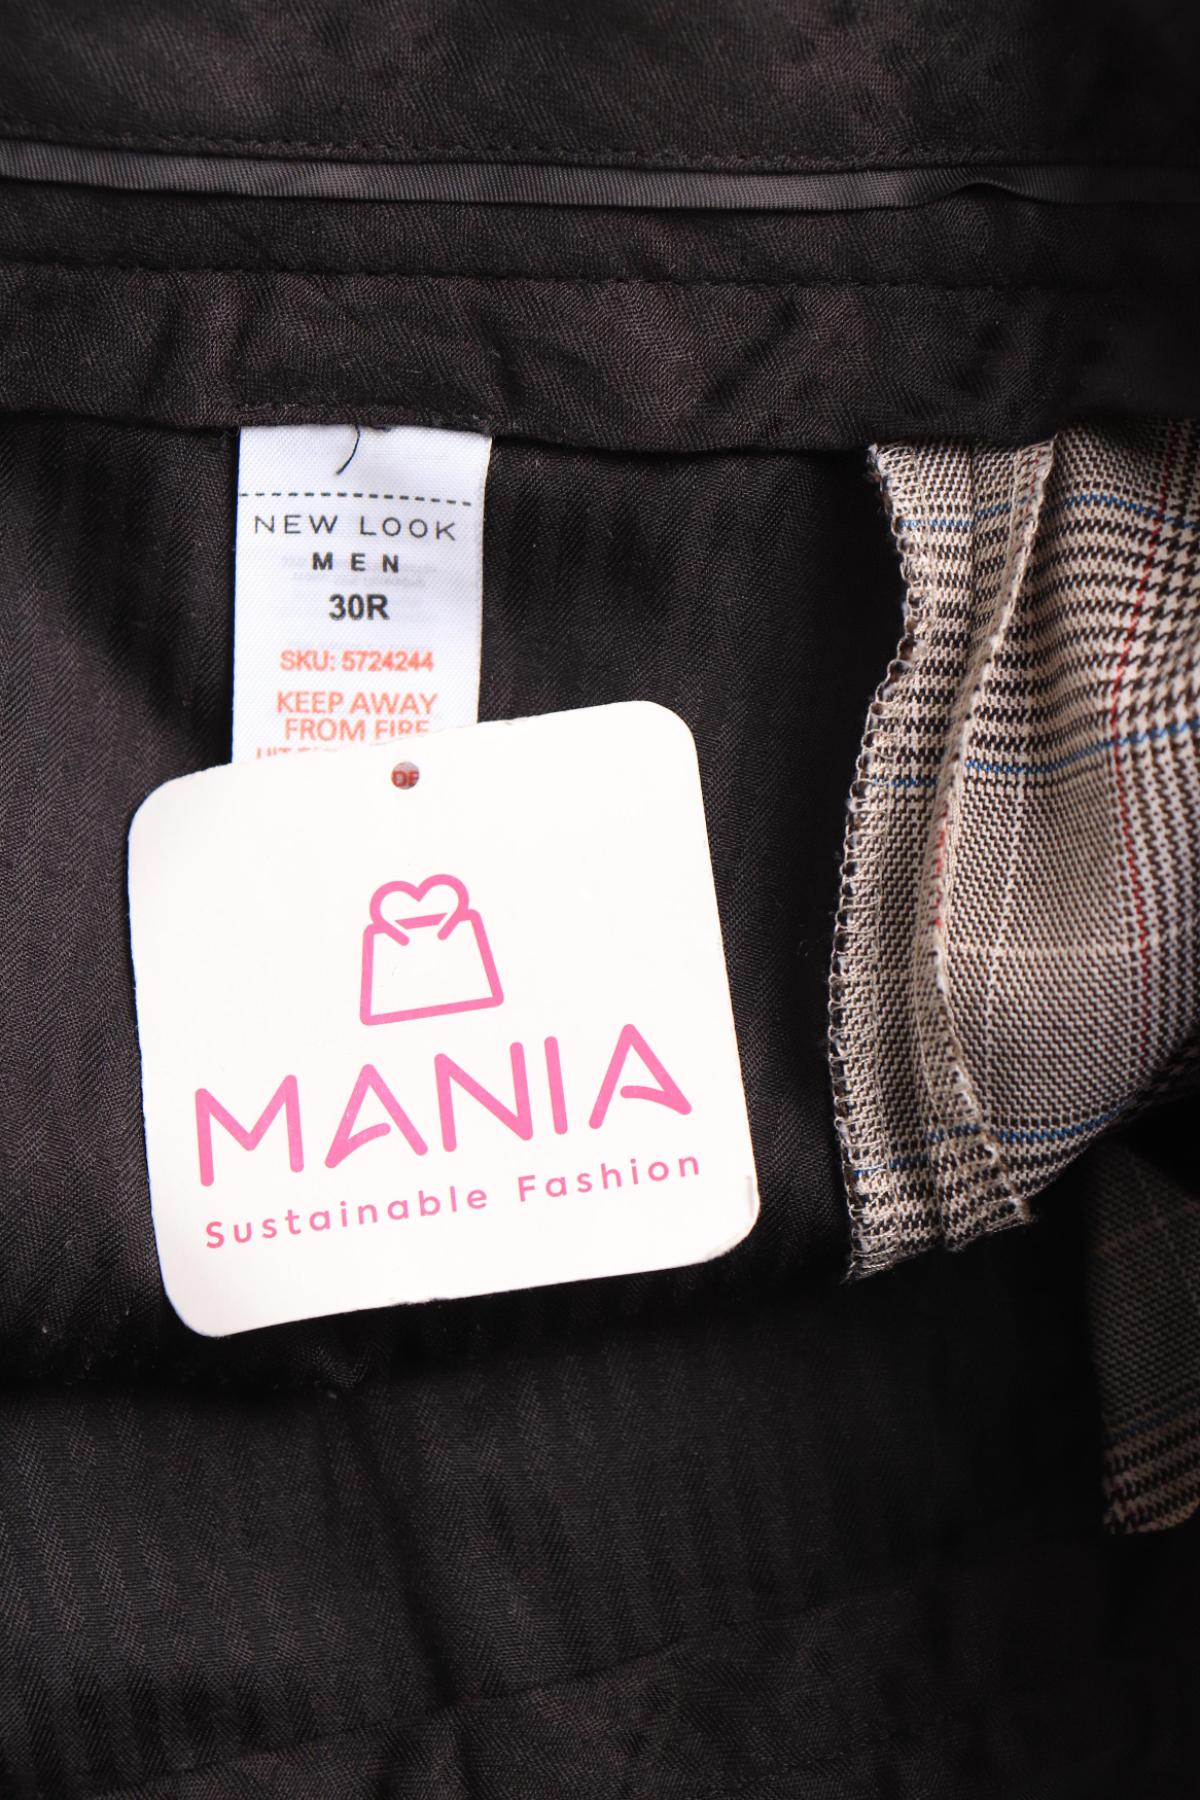 NEW LOOK
MEN
30R
SKU: 5724244
KEEP AWAY
FROM FIRE
MANIA
Sustainable Fashion